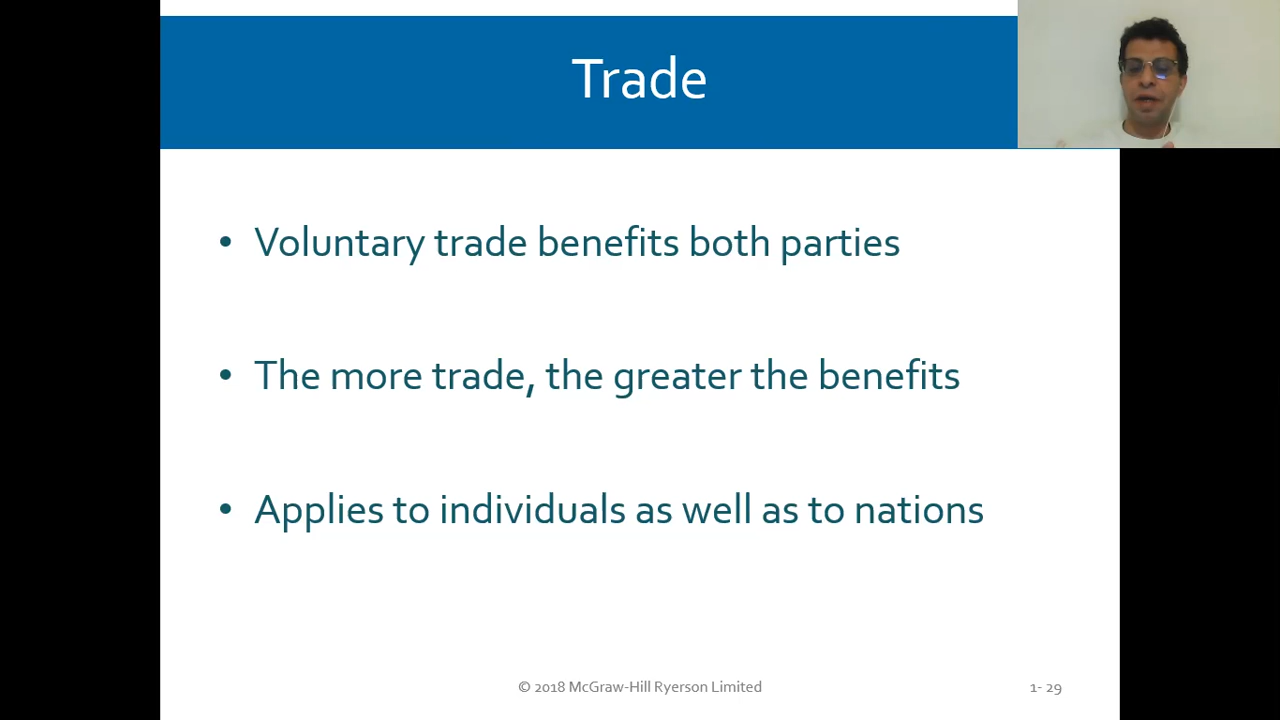 Trade
• Voluntary trade benefits both parties
• The more trade, the greater the benefits
• Applies to individuals as well as to nations
© 2018 McGraw-Hill Ryerson Limited
1- 29